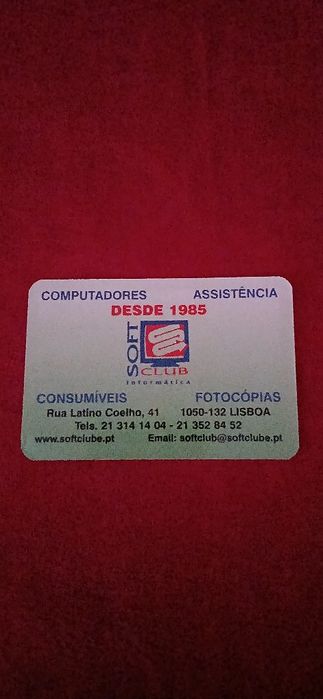 COMPUTADORES ASSISTÊNCIA
DESDE 1985
SOFT
CLUB
Informática
CONSUMÍVEIS FOTOCÓPIAS
Rua Latino Coelho, 41 1050-132 LISBOA
Tels. 21 314 14 04 - 21 352 84 52
www.softclube.pt Email: softclub@softclube.pt